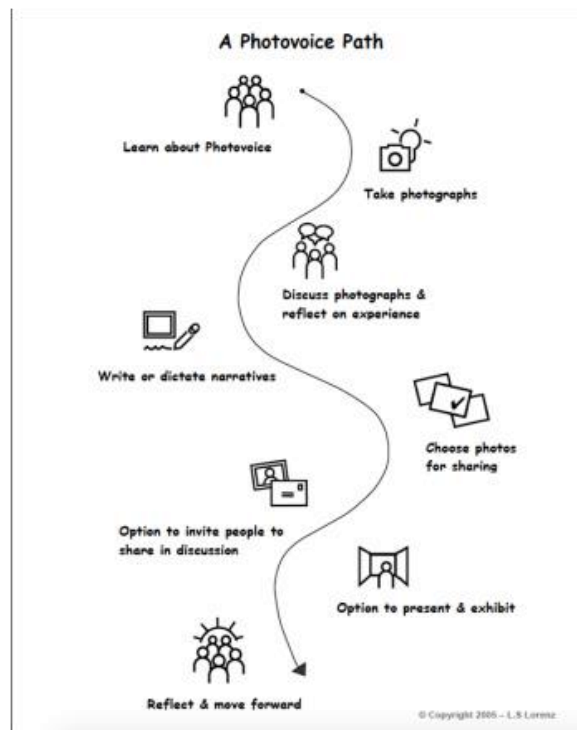 A Photovoice Path
Learn about Photovoice
Take photographs
Discuss photographs &
reflect on experience
Write or dictate narratives
Choose photos
for sharing
Option to invite people to
share in discussion
Option to present & exhibit
Reflect & move forward
© Copyright 2005 – L.S Lorenz